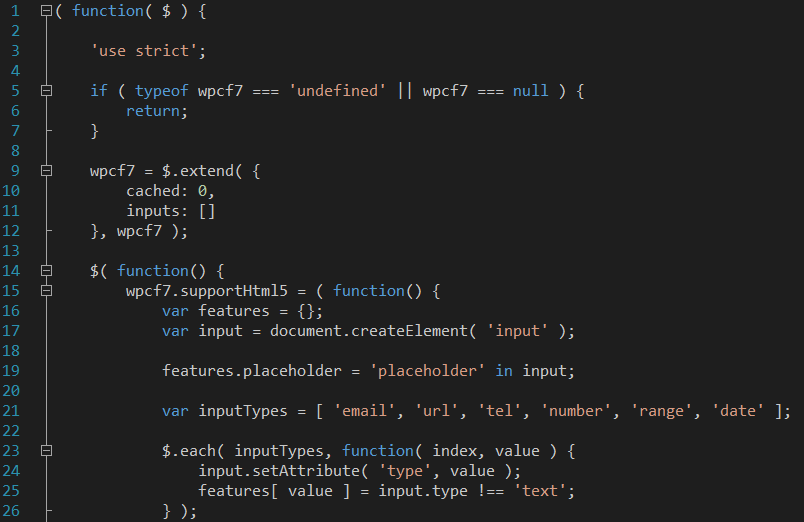 1 ( function( $ ) {
2
3 'use strict';
4
5 if ( typeof wpcf7 === 'undefined' || wpcf7 === null ) {
6 return;
7 }
8
9 wpcf7 = $.extend( {
10 cached: 0,
11 inputs: []
12 }, wpcf7 );
13
14 $( function() {
15 wpcf7.supportHtml5 = ( function() {
16 var features = {};
17 var input = document.createElement( 'input' );
18
19 features.placeholder = 'placeholder' in input;
20
21 var inputTypes = [ 'email', 'url', 'tel', 'number', 'range', 'date' ];
22
23 $.each( inputTypes, function( index, value ) {
24 input.setAttribute( 'type', value );
25 features[ value ] = input.type !== 'text';
26 } );